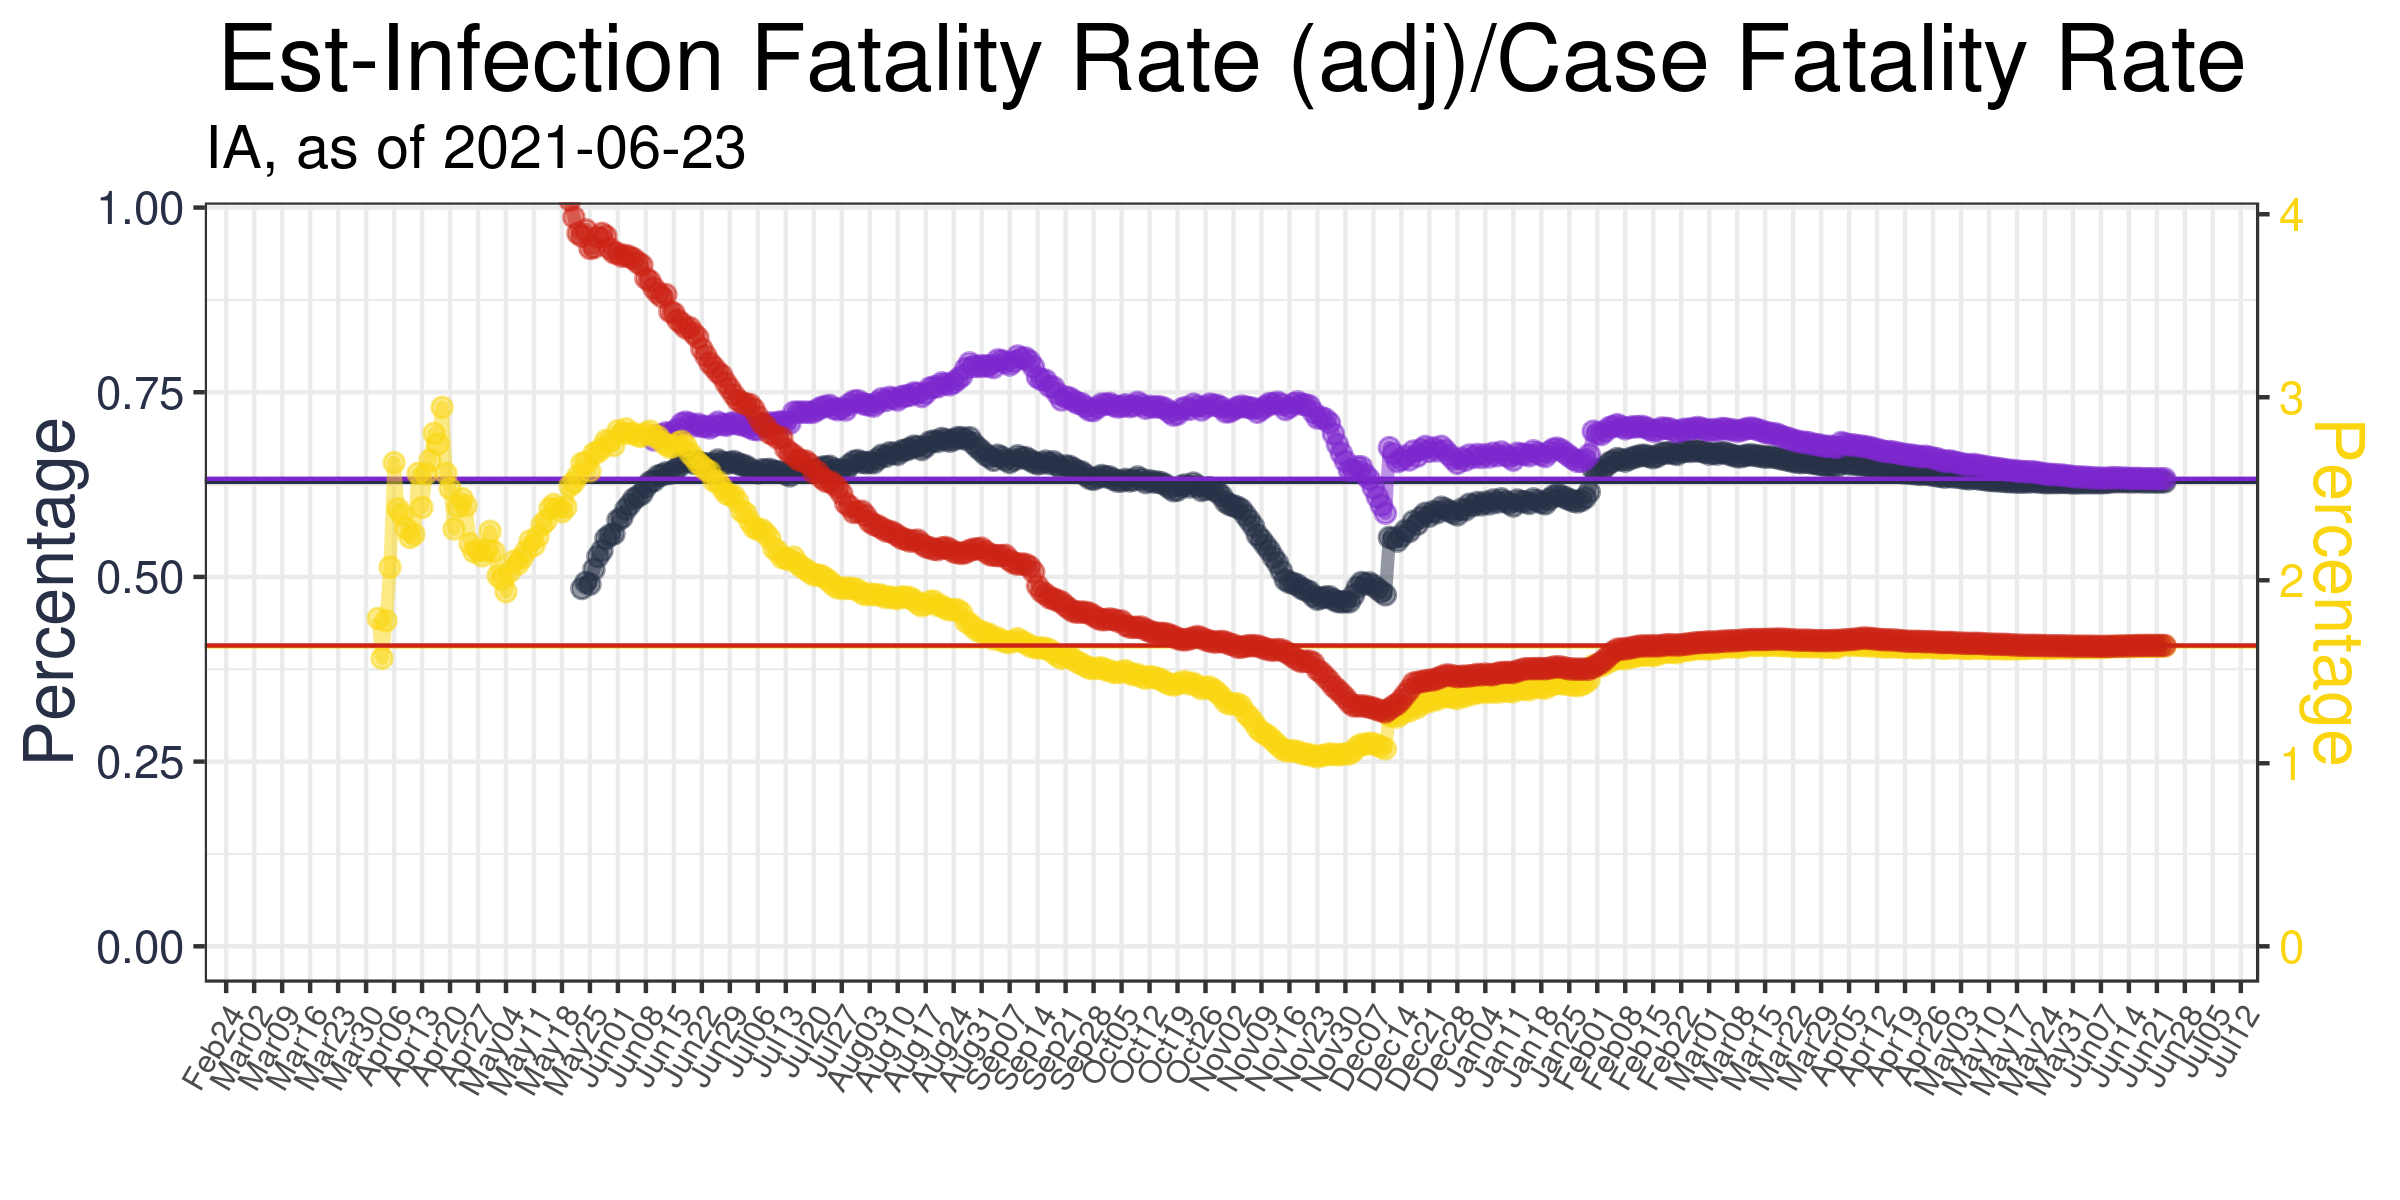 Est-Infection Fatality Rate (adj)/Case Fatality Rate
IA, as of 2021-06-23
Percentage
1.00
0.75
0.50
0.25
0.00
4
3
2
1
0
Percentage
Feb24
Mar02
Mar09
Mar16
Mar23
Mar30
Apr06
Apr13
Apr20
Apr27
May04
May11
May18
May25
Jun01
Jun08
Jun15
Jun22
Jun29
Jul06
Jul13
Jul20
Jul27
Aug03
Aug10
Aug17
Aug24
Aug31
Sep07
Sep14
Sep21
Sep28
Oct05
Oct12
Oct19
Oct26
Nov02
Nov09
Nov16
Nov23
Nov30
Dec07
Dec14
Dec21
Dec28
Jan04
Jan11
Jan18
Jan25
Feb01
Feb08
Feb15
Feb22
Mar01
Mar08
Mar15
Mar22
Mar29
Apr05
Apr12
Apr19
Apr26
May03
May10
May17
May24
May31
Jun07
Jun14
Jun21
Jun28
Jul05
Jul12